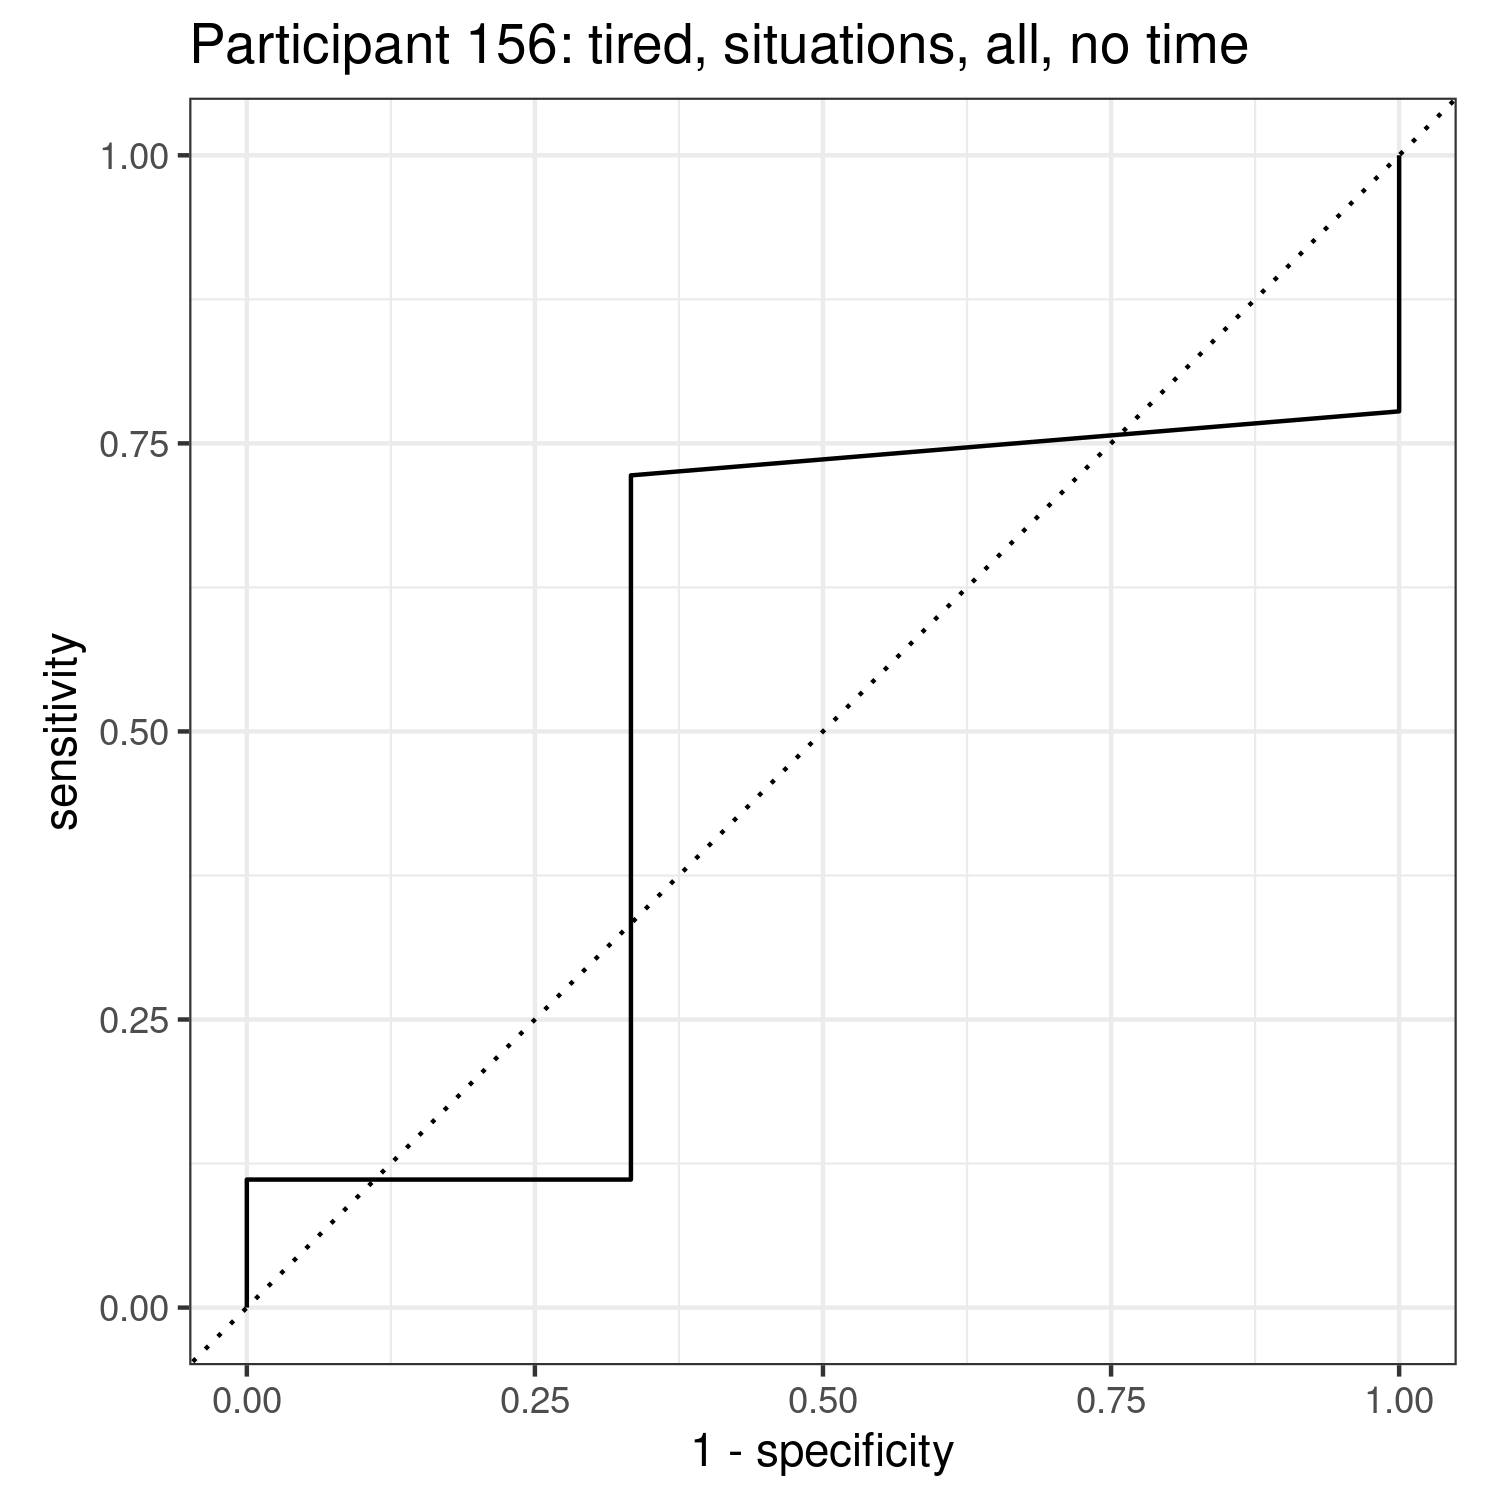 Participant 156: tired, situations, all, no time
1.00
0.75
0.50
0.25
0.00
sensitivity
0.00 0.25 0.50 0.75 1.00
1 - specificity